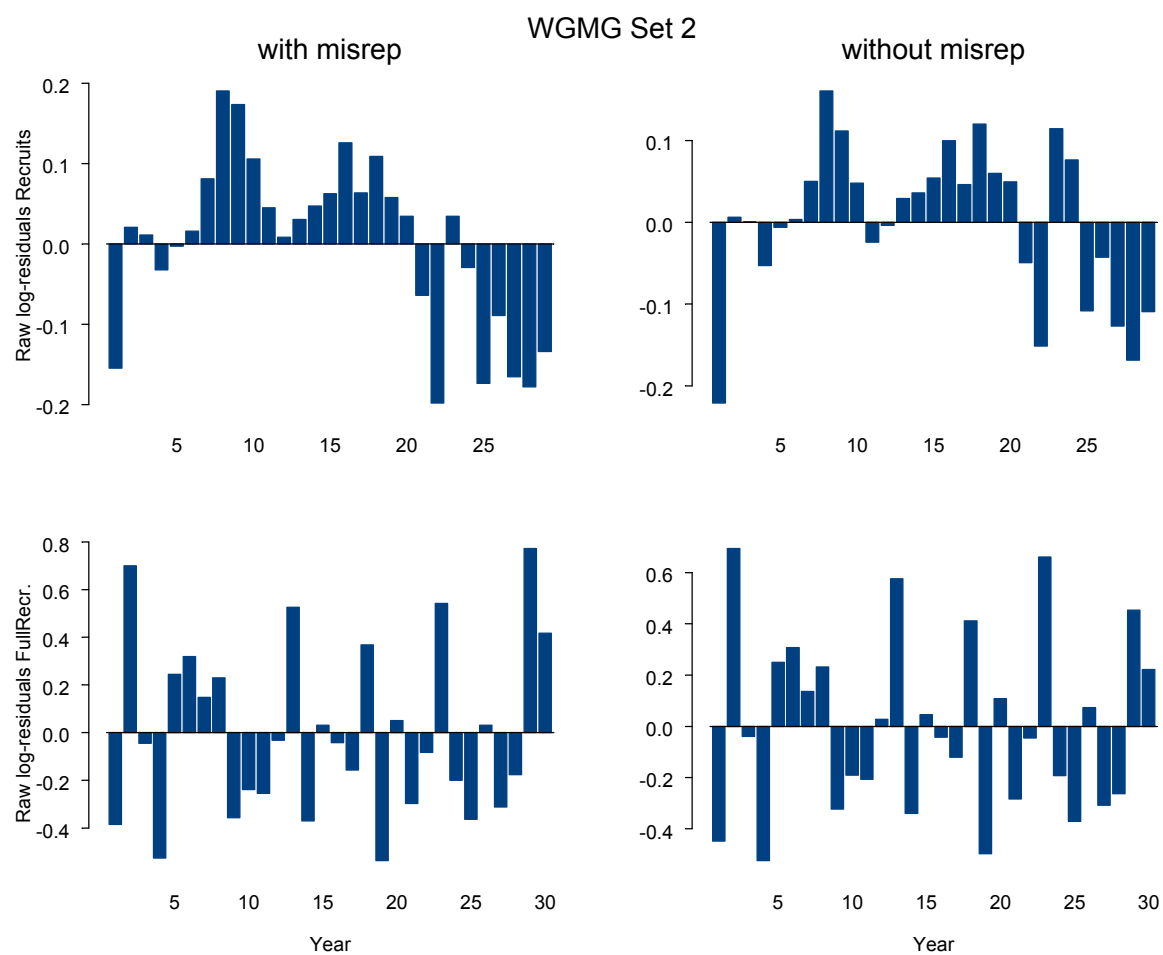 WGMG Set 2
with misrep
without misrep
Raw log-residuals Recruits
0.2
0.1
0.0
-0.1
-0.2
5 10 15 20 25
0.1
0.0
-0.1
-0.2
5 10 15 20 25
Raw log-residuals FullRecr.
0.8
0.6
0.4
0.2
0.0
-0.2
-0.4
5 10 15 20 25 30
Year
0.6
0.4
0.2
0.0
-0.2
-0.4
5 10 15 20 25 30
Year